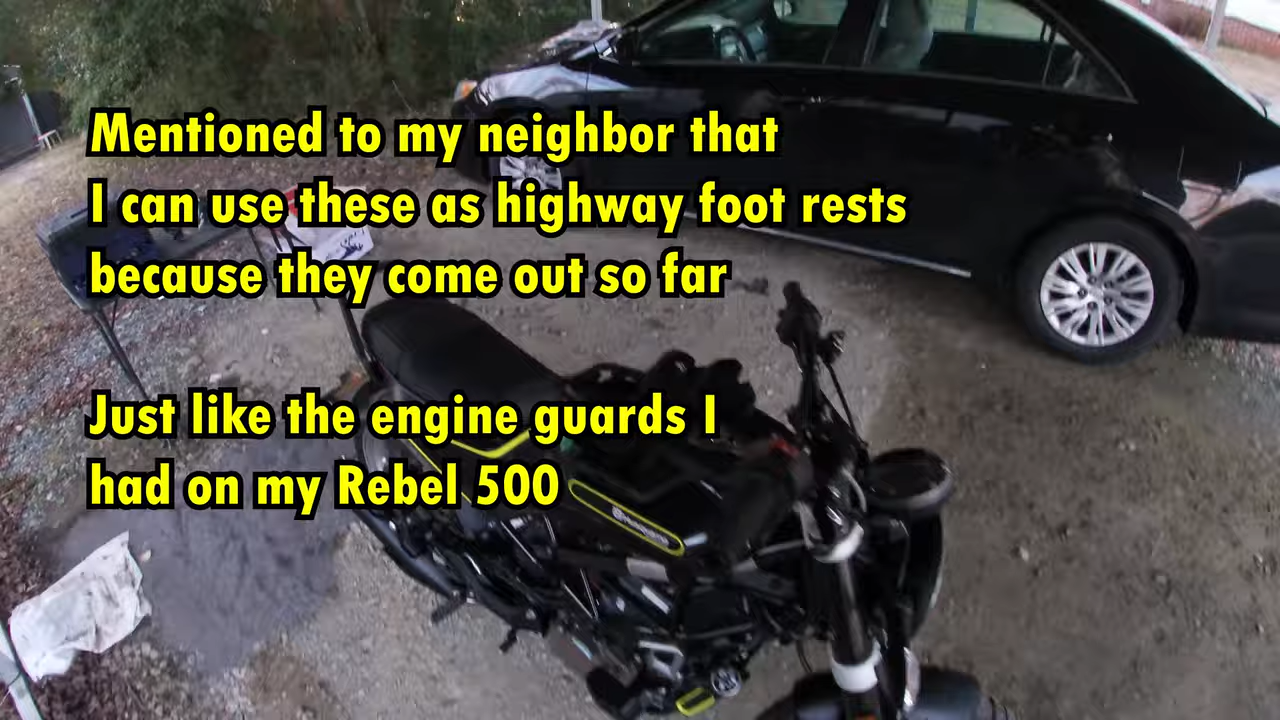 Mentioned to my neighbor that
I can use these as highway foot rests
because they come out so far
Just like the engine guards I
had on my Rebel 500
Husqvarna